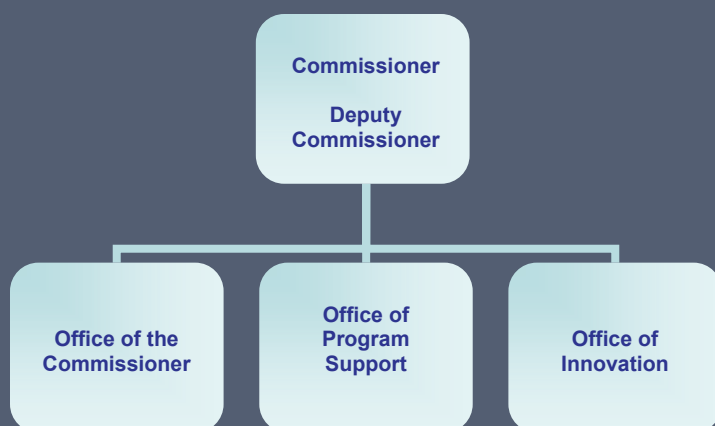 Commissioner
Deputy
Commissioner
Office of the
Commissioner
Office of
Program
Support
Office of
Innovation